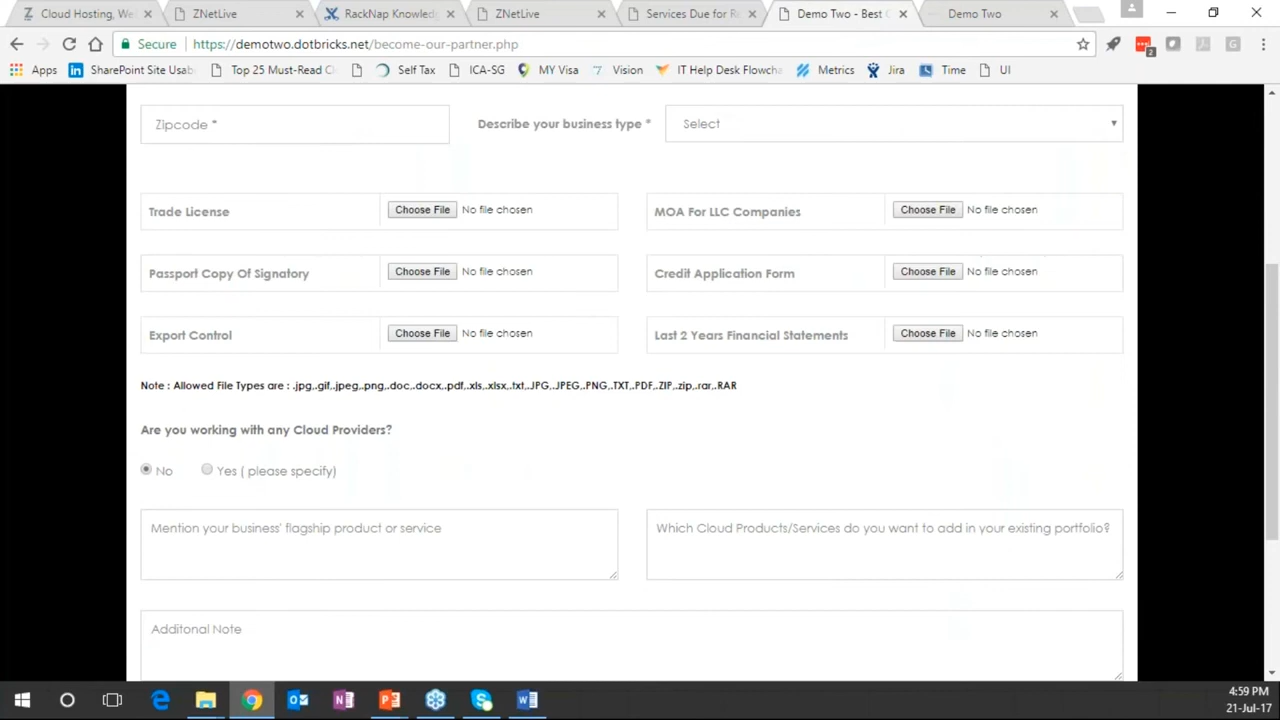 Cloud Hosting, We
ZNetLive
RackNap Knowledg
ZNetLive
Services Due for R
Demo Two - Best C
Demo Two
Secure
https://demotwo.dotbricks.net/become-our-partner.php
2
Apps
SharePoint Site Usab
Top 25 Must-Read Cl
Self Tax
ICA-SG
MY Visa
Vision
IT Help Desk Flowcha
Metrics
Jira
Time
UI
Zipcode *
Describe your business type *
Select
Trade License
Choose File No file chosen
MOA For LLC Companies
Choose File No file chosen
Passport Copy Of Signatory
Choose File No file chosen
Credit Application Form
Choose File No file chosen
Export Control
Choose File No file chosen
Last 2 Years Financial Statements
Choose File No file chosen
Note : Allowed File Types are : .jpg,.gif,.jpeg,.png,.doc,.docx,.pdf,.xls,.xlsx,.txt,.JPG,.JPEG,.PNG,.TXT,.PDF,.ZIP,.zip,.rar,.RAR
Are you working with any Cloud Providers?
No
Yes ( please specify)
Mention your business' flagship product or service
Which Cloud Products/Services do you want to add in your existing portfolio?
Additonal Note
4:59 PM
21-Jul-17